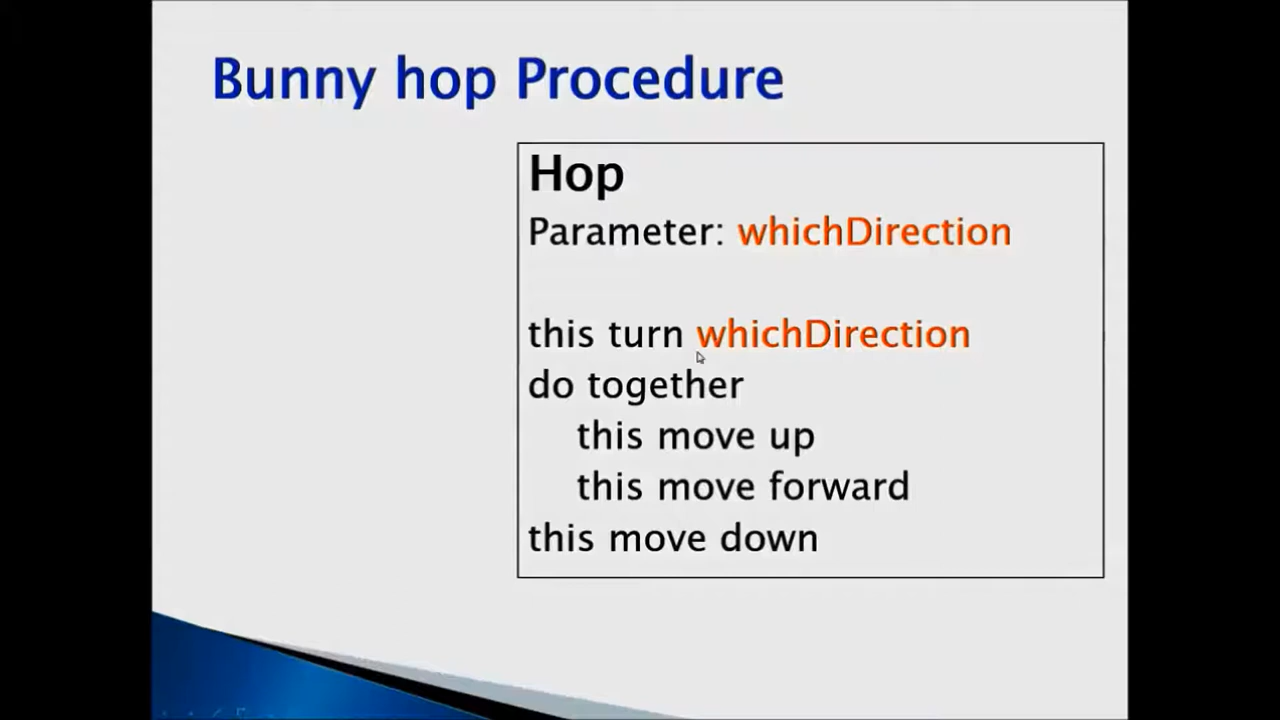 Bunny hop Procedure
Hop
Parameter: whichDirection
this turn whichDirection
do together
this move up
this move forward
this move down